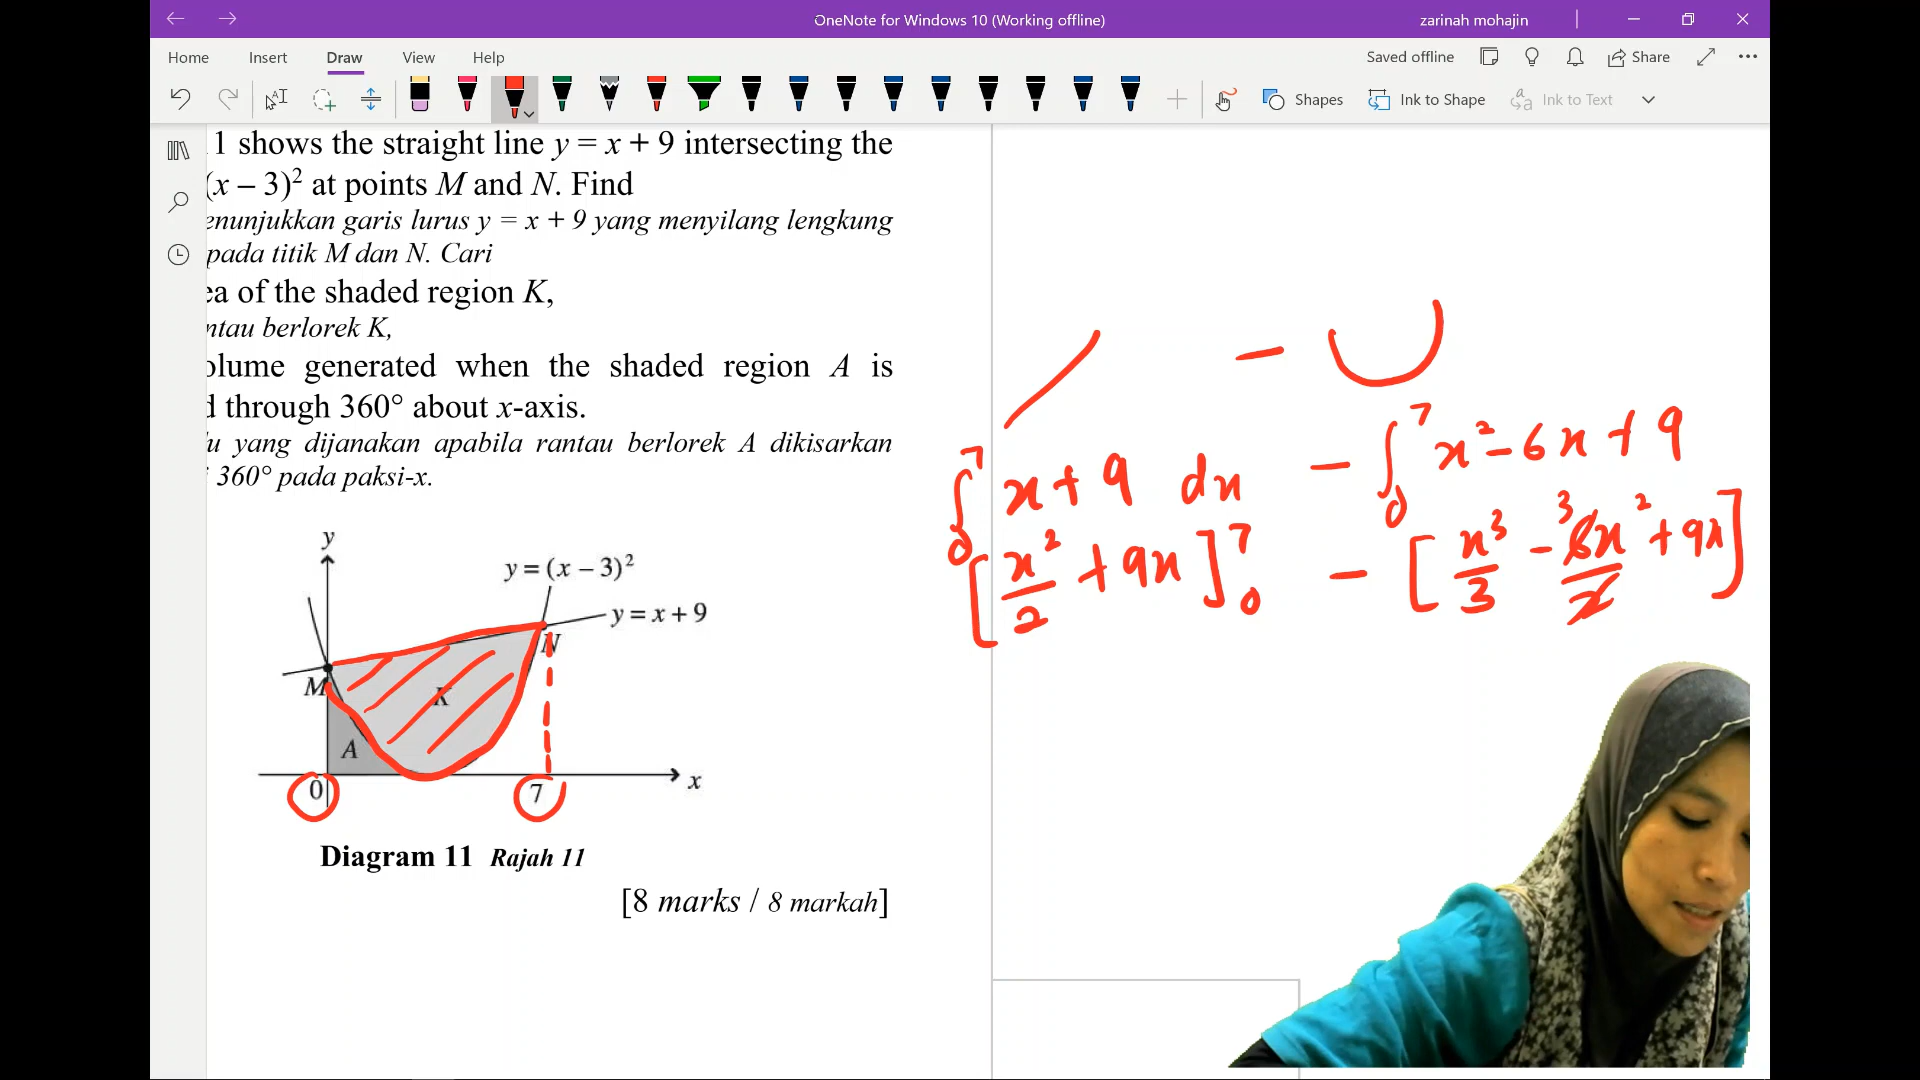 OneNote for Windows 10 (Working offline)
zarinah mohajin
Home Insert Draw View Help
Saved offline Share
Shapes Ink to Shape Ink to Text
11 shows the straight line y = x + 9 intersecting the
(x – 3)² at points M and N. Find
enunjukkan garis lurus y = x + 9 yang menyilang lengkung
pada titik M dan N. Cari
ea of the shaded region K,
ntau berlorek K,
olume generated when the shaded region A is
d through 360° about x-axis.
u yang dijanakan apabila rantau berlorek A dikisarkan
360° pada paksi-x.
y
y = (x – 3)²
y = x + 9
N
M
K
A
0
7
x
Diagram 11 Rajah 11
[8 marks / 8 markah]
–
∫₀⁷ x + 9 dx – ∫₀⁷ x² – 6x + 9
[x²/2 + 9x]₀⁷ – [x³/3 – 6x²/2 + 9x]
3